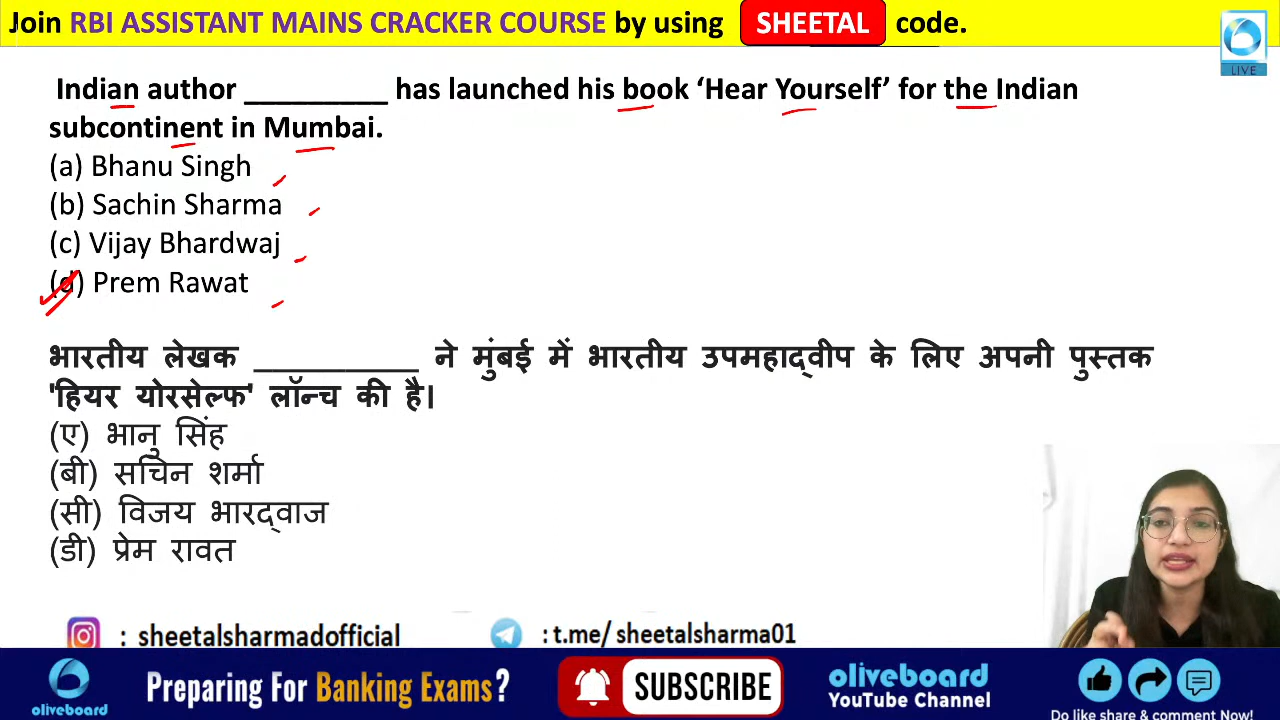 Join RBI ASSISTANT MAINS CRACKER COURSE by using SHEETAL code.
LIVE
Indian author _________ has launched his book ‘Hear Yourself’ for the Indian
subcontinent in Mumbai.
(a) Bhanu Singh
(b) Sachin Sharma
(c) Vijay Bhardwaj
(d) Prem Rawat
भारतीय लेखक _________ ने मुंबई में भारतीय उपमहाद्वीप के लिए अपनी पुस्तक
'हियर योरसेल्फ' लॉन्च की है।
(ए) भानु सिंह
(बी) सचिन शर्मा
(सी) विजय भारद्वाज
(डी) प्रेम रावत
: sheetalsharmadofficial : t.me/ sheetalsharma01
oliveboard
Preparing For Banking Exams?
SUBSCRIBE
oliveboard
YouTube Channel
Do like share & comment Now!